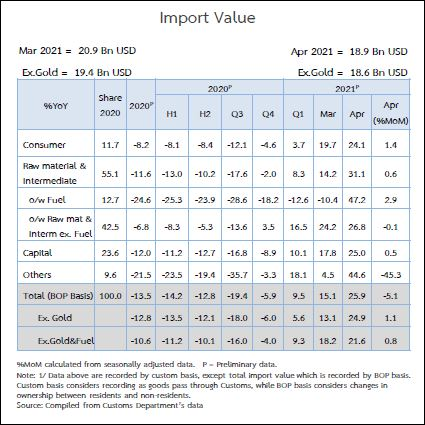 Import Value
Mar 2021 = 20.9 Bn USD Apr 2021 = 18.9 Bn USD
Ex.Gold = 19.4 Bn USD Ex.Gold = 18.6 Bn USD
%YoY Share 2020 2020ᴾ 2020ᴾ 2021ᴾ
H1 H2 Q3 Q4 Q1 Mar Apr Apr (%MoM)
Consumer 11.7 -8.2 -8.1 -8.4 -12.1 -4.6 3.7 19.7 24.1 1.4
Raw material & Intermediate 55.1 -11.6 -13.0 -10.2 -17.6 -2.0 8.3 14.2 31.1 0.6
o/w Fuel 12.7 -24.6 -25.3 -23.9 -28.6 -18.2 -12.6 -10.4 47.2 2.9
o/w Raw mat & Interm ex. Fuel 42.5 -6.8 -8.3 -5.3 -13.6 3.5 16.5 24.2 26.8 -0.1
Capital 23.6 -12.0 -11.2 -12.7 -16.8 -8.9 10.1 17.8 25.0 0.5
Others 9.6 -21.5 -23.5 -19.4 -35.7 -3.3 18.1 4.5 44.6 -45.3
Total (BOP Basis) 100.0 -13.5 -14.2 -12.8 -19.4 -5.9 9.5 15.1 25.9 -5.1
Ex. Gold -12.8 -13.5 -12.1 -18.0 -6.0 5.6 13.1 24.9 1.1
Ex.Gold&Fuel -10.6 -11.2 -10.1 -16.0 -4.0 9.3 18.2 21.6 0.8
%MoM calculated from seasonally adjusted data. P = Preliminary data.
Note: 1/ Data above are recorded by custom basis, except total import value which is recorded by BOP basis.
Custom basis considers recording as goods pass through Customs, while BOP basis considers changes in
ownership between residents and non-residents.
Source: Compiled from Customs Department's data